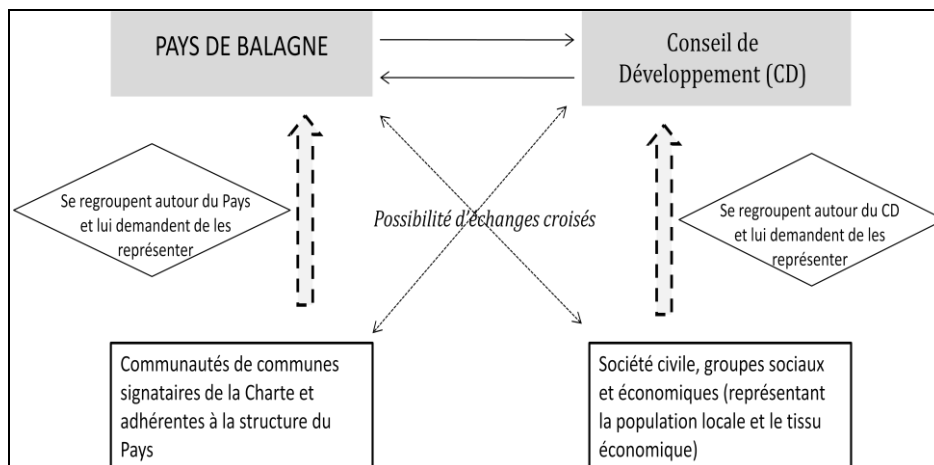 PAYS DE BALAGNE
Conseil de
Développement (CD)
Se regroupent autour du Pays
et lui demandent de les
représenter
Possibilité d'échanges croisés
Se regroupent autour du CD
et lui demandent de les
représenter
Communautés de communes
signataires de la Charte et
adhérentes à la structure du
Pays
Société civile, groupes sociaux
et économiques (représentant
la population locale et le tissu
économique)